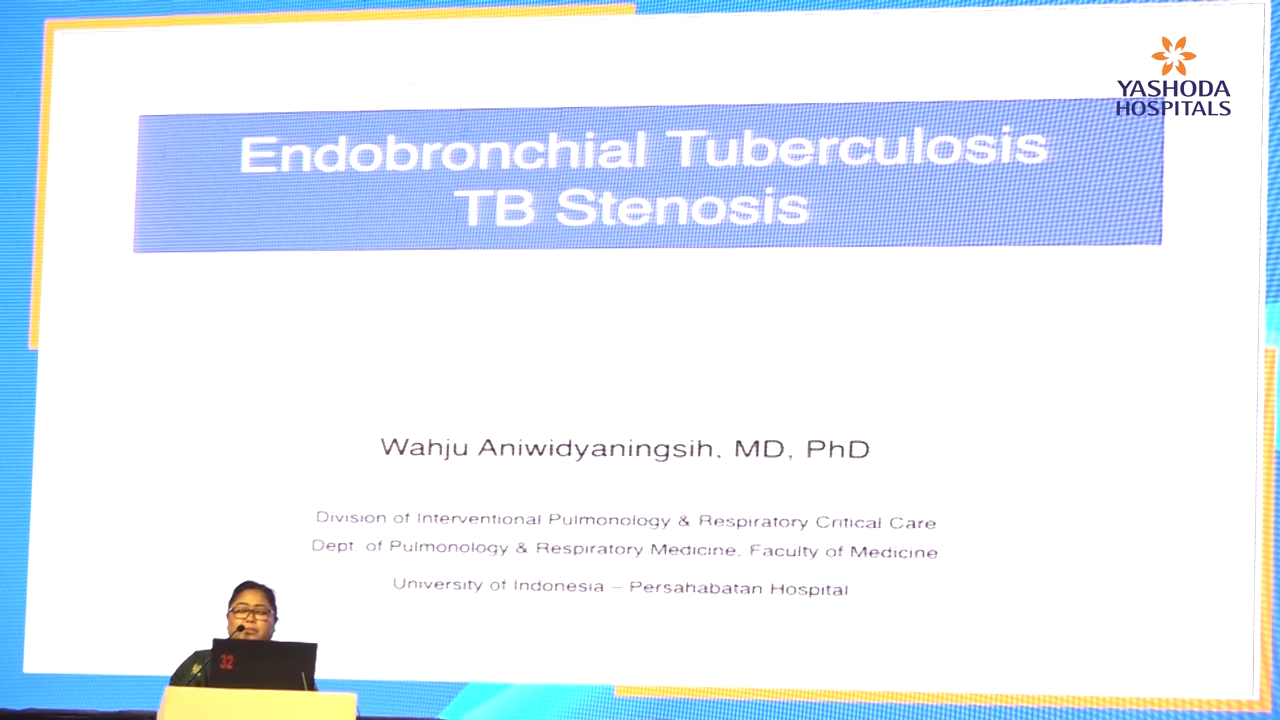 YASHODA
HOSPITALS
Endobronchial Tuberculosis
TB Stenosis
Wahju Aniwidyaningsih, MD, PhD
Division of Interventional Pulmonology & Respiratory Critical Care
Dept. of Pulmonology & Respiratory Medicine, Faculty of Medicine
University of Indonesia – Persahabatan Hospital
32